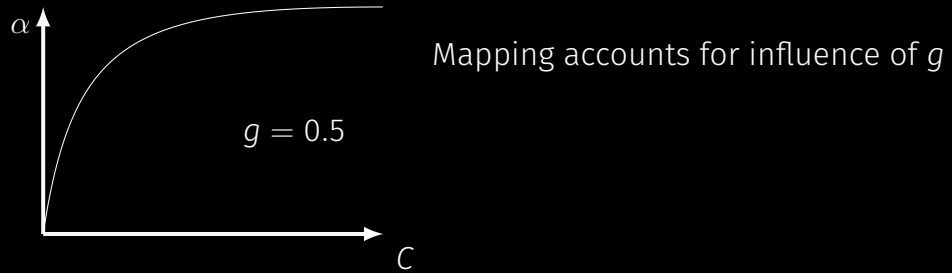 α
Mapping accounts for influence of g
g = 0.5
C